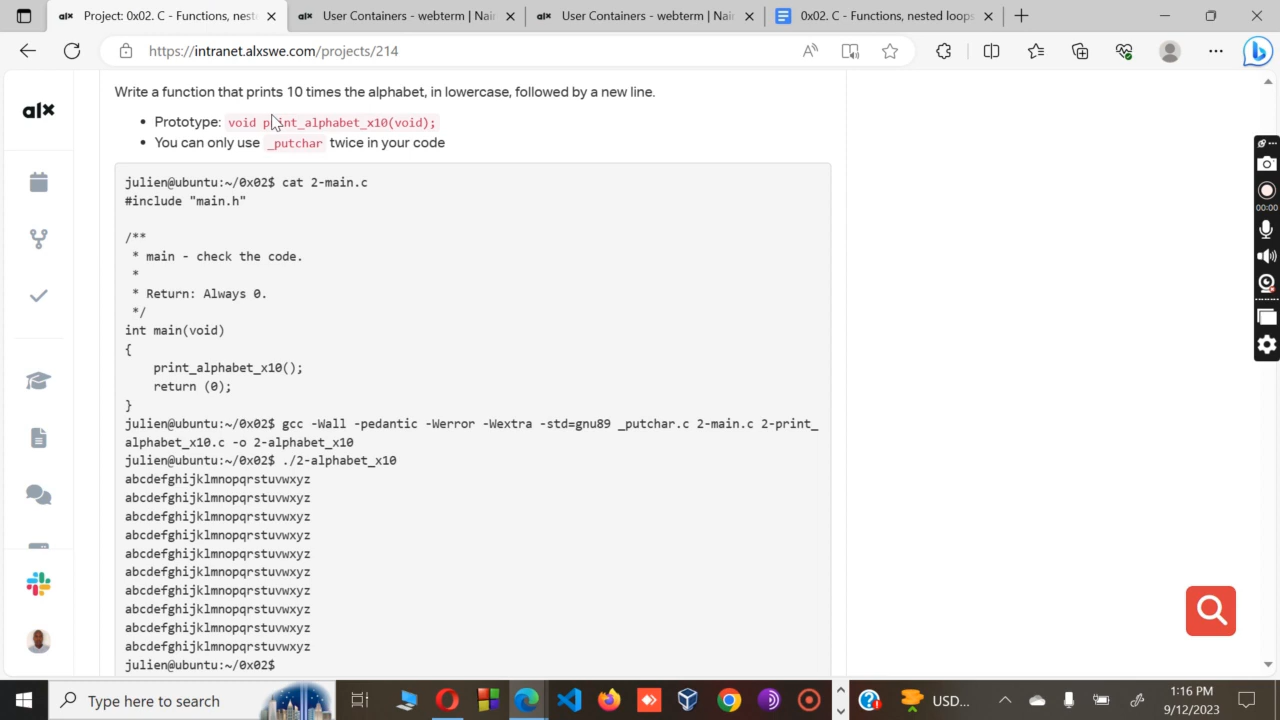 Project: 0x02. C - Functions, nest
User Containers - webterm | Nain
User Containers - webterm | Nain
0x02. C - Functions, nested loops
https://intranet.alxswe.com/projects/214
alx
Write a function that prints 10 times the alphabet, in lowercase, followed by a new line.
Prototype: void print_alphabet_x10(void);
You can only use _putchar twice in your code
julien@ubuntu:~/0x02$ cat 2-main.c
#include "main.h"
/**
* main - check the code.
*
* Return: Always 0.
*/
int main(void)
{
print_alphabet_x10();
return (0);
}
julien@ubuntu:~/0x02$ gcc -Wall -pedantic -Werror -Wextra -std=gnu89 _putchar.c 2-main.c 2-print_
alphabet_x10.c -o 2-alphabet_x10
julien@ubuntu:~/0x02$ ./2-alphabet_x10
abcdefghijklmnopqrstuvwxyz
abcdefghijklmnopqrstuvwxyz
abcdefghijklmnopqrstuvwxyz
abcdefghijklmnopqrstuvwxyz
abcdefghijklmnopqrstuvwxyz
abcdefghijklmnopqrstuvwxyz
abcdefghijklmnopqrstuvwxyz
abcdefghijklmnopqrstuvwxyz
abcdefghijklmnopqrstuvwxyz
abcdefghijklmnopqrstuvwxyz
julien@ubuntu:~/0x02$
00:00
Type here to search
USD...
1:16 PM
9/12/2023